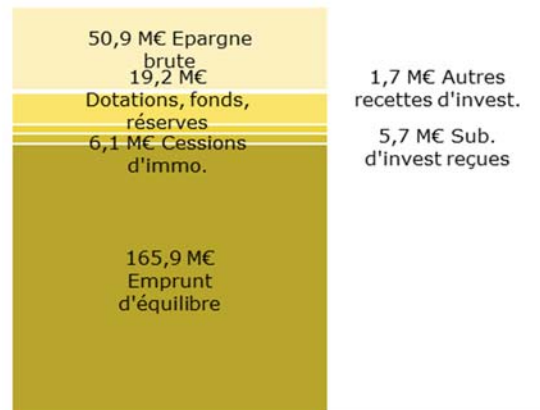 50,9 M€ Epargne
brute
19,2 M€
Dotations, fonds,
réserves
6,1 M€ Cessions
d'immo.
165,9 M€
Emprunt
d'équilibre
1,7 M€ Autres
recettes d'invest.
5,7 M€ Sub.
d'invest reçues